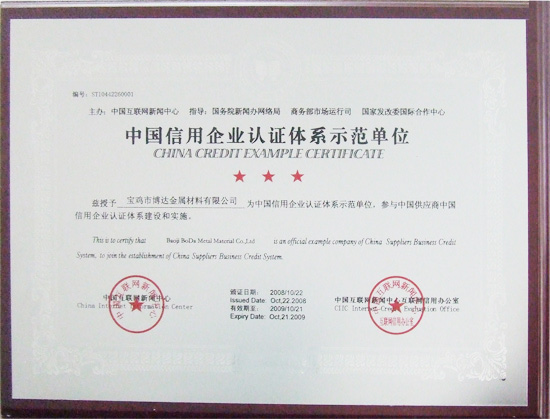 编号: ST18442260001
主办: 中国互联网新闻中心 指导: 国务院新闻办网络局 商务部市场运行司 国家发改委国际合作中心
中国信用企业认证体系示范单位
CHINA CREDIT EXAMPLE CERTIFICATE
兹授予 宝鸡市博达金属材料有限公司 为中国信用企业认证体系示范单位, 参与中国供应商中国
信用企业认证体系建设和实施。
This is to certify that Baoji BoDa Metal Material Co.,Ltd is an official example company of China Suppliers Business Credit
System, to join the establishment of China Suppliers Business Credit System.
中国互联网新闻中心
China Internet Information Center
颁证日期: 2008/10/22
Issued Date: Oct,22.2008
有效期至: 2009/10/21
Expiry Date: Oct,21.2009
中国互联网新闻中心互联网信用办公室
CIIC Internet Credit Evaluation Office
互联网信用办公室